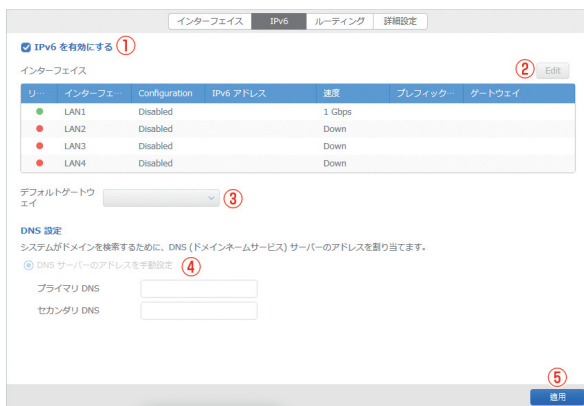 インターフェイス IPv6 ルーティング 詳細設定
IPv6 を有効にする ①
インターフェイス ② Edit
リ… インターフェ… Configuration IPv6 アドレス 速度 プレフィック… ゲートウェイ
LAN1 Disabled 1 Gbps
LAN2 Disabled Down
LAN3 Disabled Down
LAN4 Disabled Down
デフォルトゲートウ
ェイ ③
DNS 設定
システムがドメインを検索するために、DNS (ドメインネームサービス) サーバーのアドレスを割り当てます。
DNS サーバーのアドレスを手動設定 ④
プライマリ DNS
セカンダリ DNS
⑤
適用